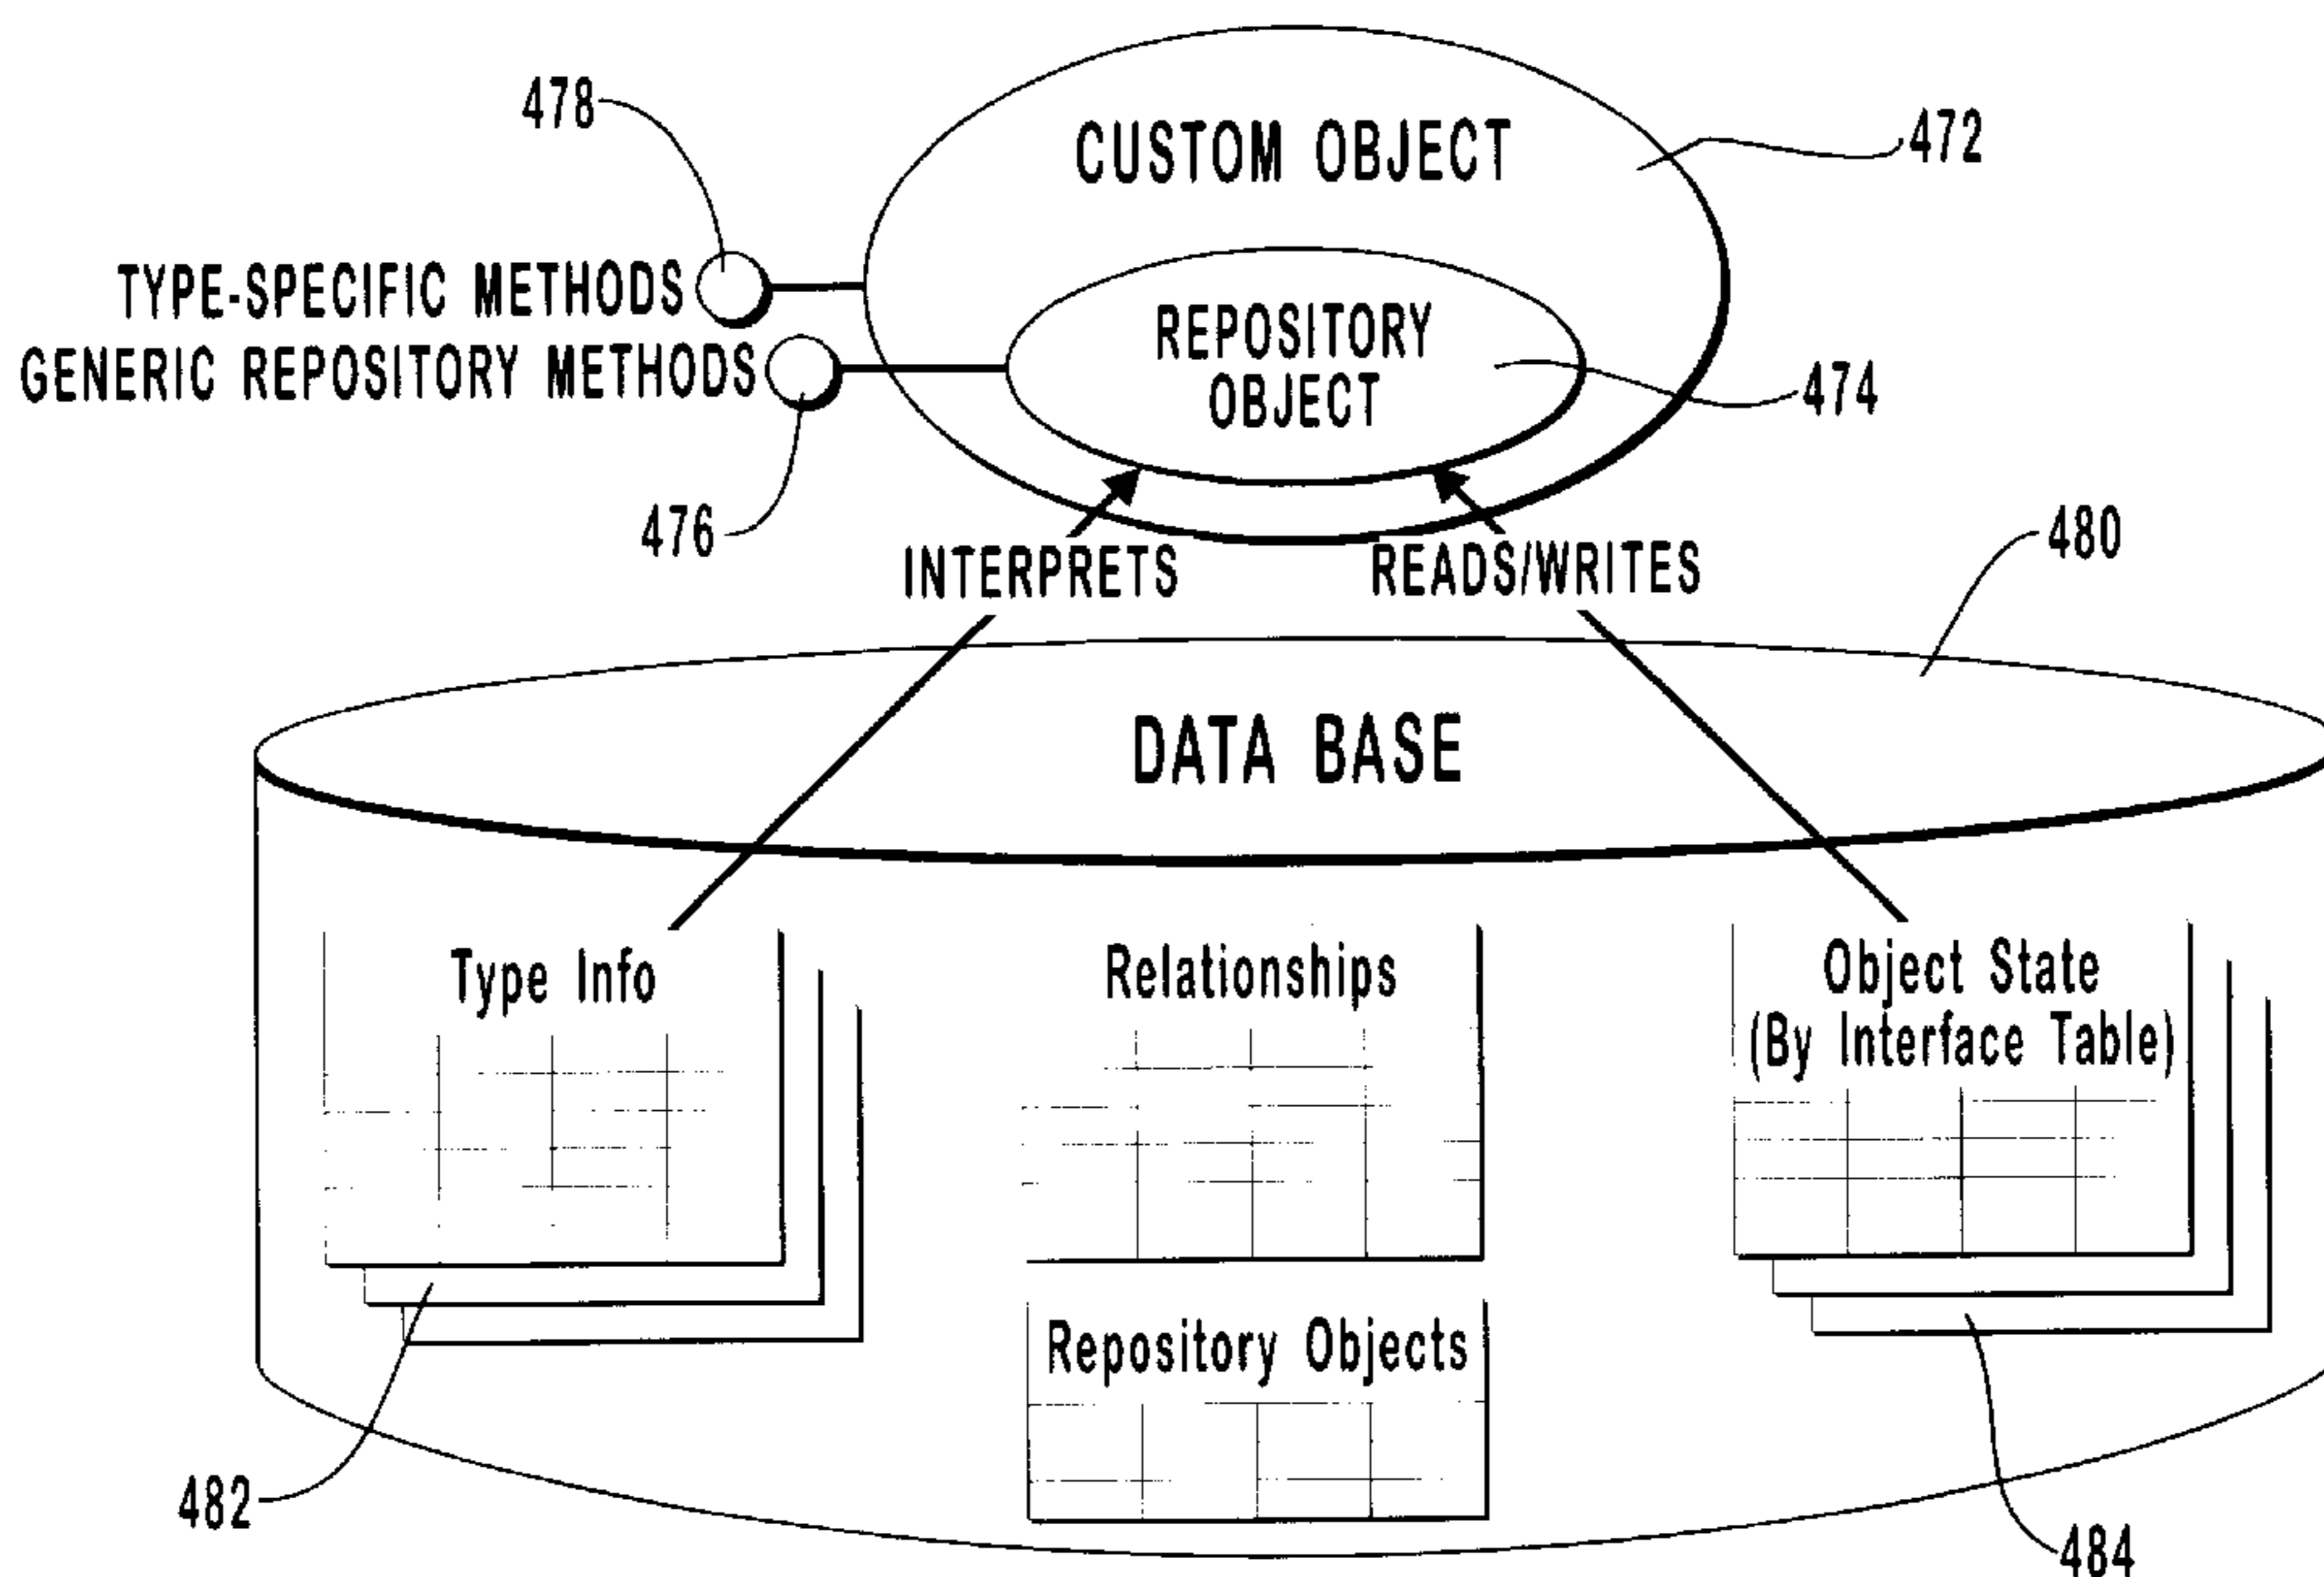 478
CUSTOM OBJECT
472
TYPE-SPECIFIC METHODS
GENERIC REPOSITORY METHODS
REPOSITORY
OBJECT
474
476
INTERPRETS
READS/WRITES
480
DATA BASE
Type Info
Relationships
Object State
(By Interface Table)
Repository Objects
482
484